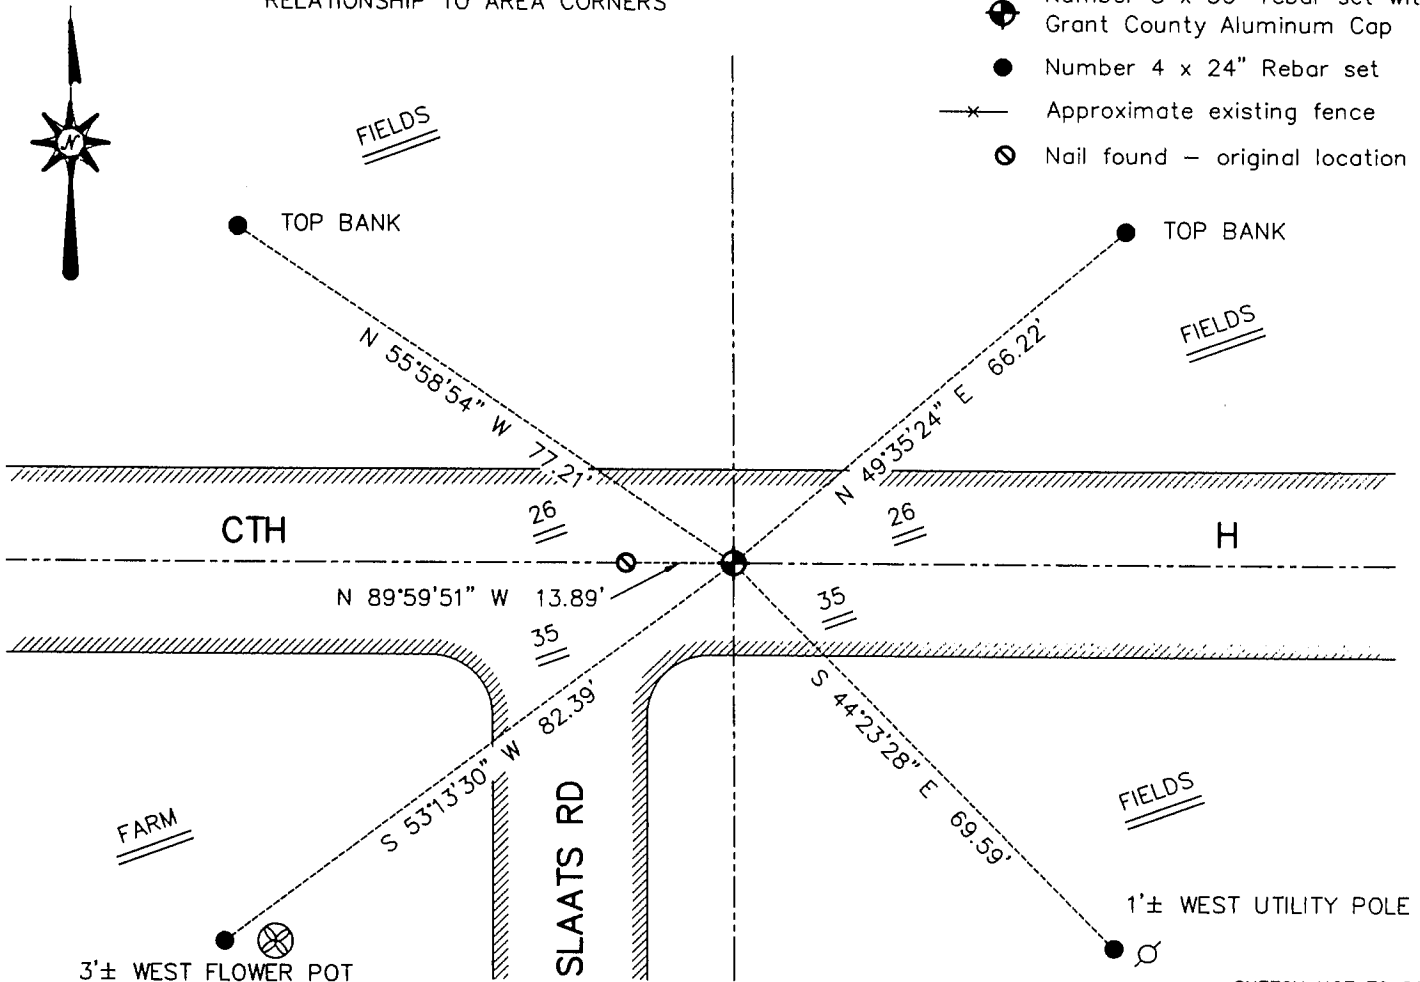 RELATIONSHIP TO AREA CORNERS
rebar set
Grant County Aluminum Cap
Number 4 x 24" Rebar set
Approximate existing fence
Nail found – original location
N
FIELDS
TOP BANK
TOP BANK
FIELDS
N 55°58'54" W 77.21'
N 49°35'24" E 66.22'
26
26
CTH
H
N 89°59'51" W 13.89'
35
35
S 53°13'30" W 82.39'
S 44°23'28" E 69.59'
SLAATS RD
FARM
FIELDS
1'± WEST UTILITY POLE
3'± WEST FLOWER POT